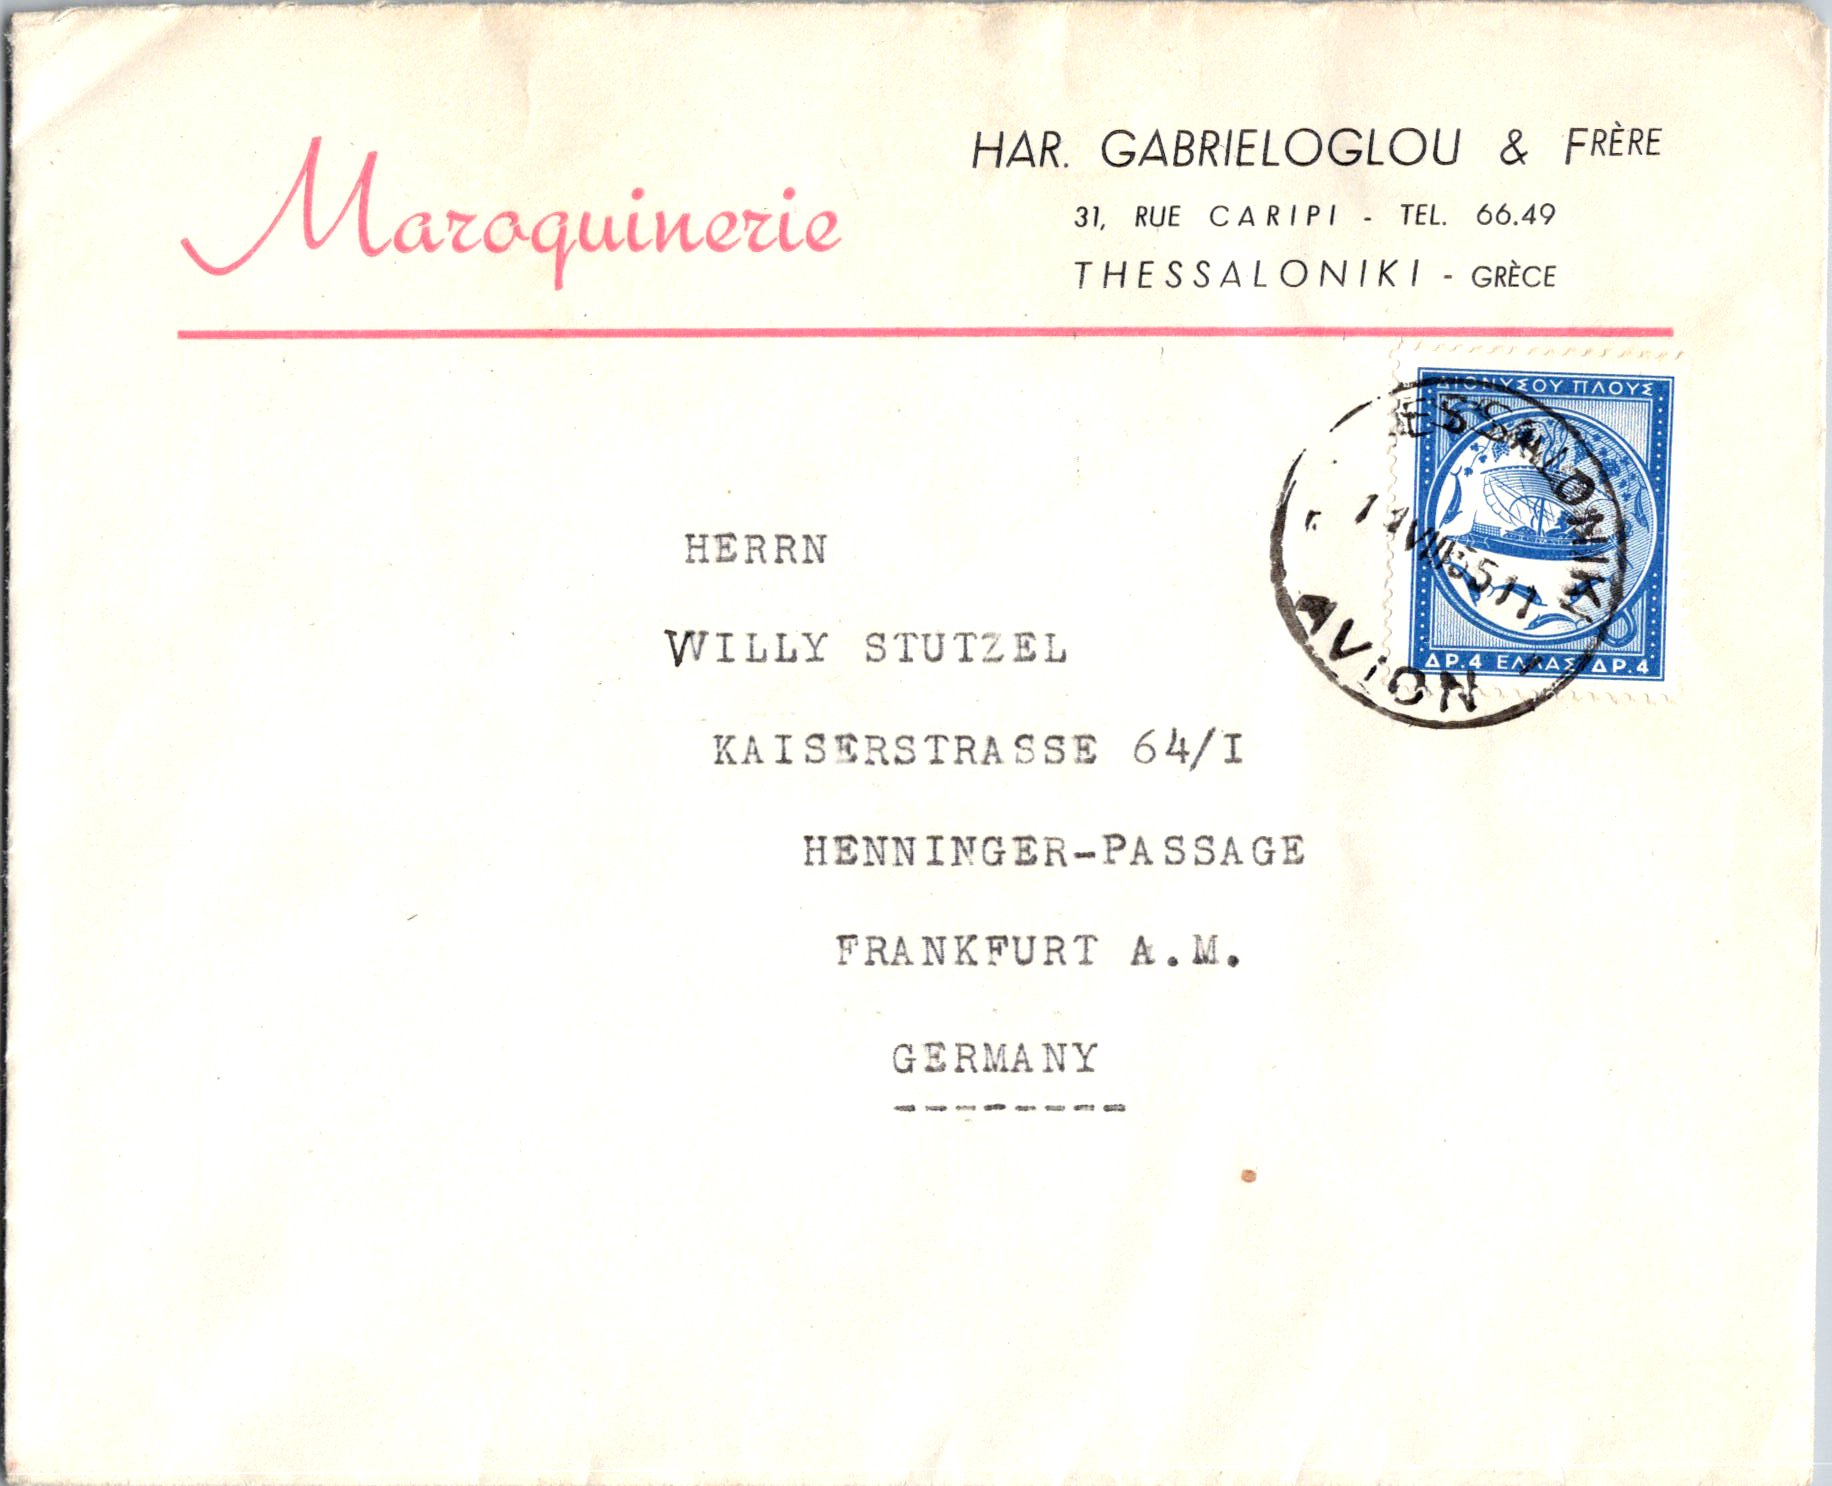 Maroquinerie
HAR. GABRIELOGLOU & FRÈRE
31, RUE CARIPI - TEL. 66.49
THESSALONIKI - GRÈCE
ΔΙΟΝΥΣΟΥ ΠΛΟΥΣ
ΔΡ.4 ΕΛΛΑΣ ΔΡ.4
ESSALONIKI
AVION
HERRN
WILLY STUTZEL
KAISERSTRASSE 64/I
HENNINGER-PASSAGE
FRANKFURT A.M.
GERMANY